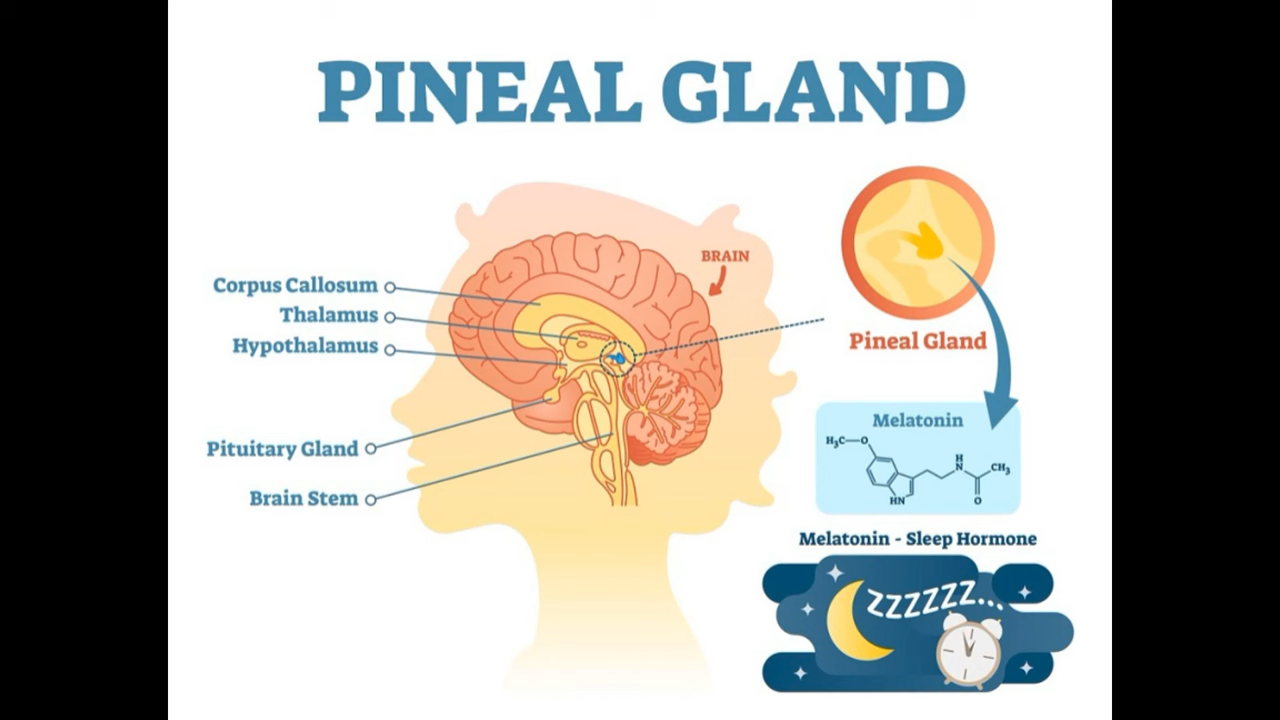 PINEAL GLAND
BRAIN
Corpus Callosum
Thalamus
Hypothalamus
Pituitary Gland
Brain Stem
Pineal Gland
Melatonin
H₃C
O
H
N
CH₃
HN
O
Melatonin - Sleep Hormone
ZZZZZZ...